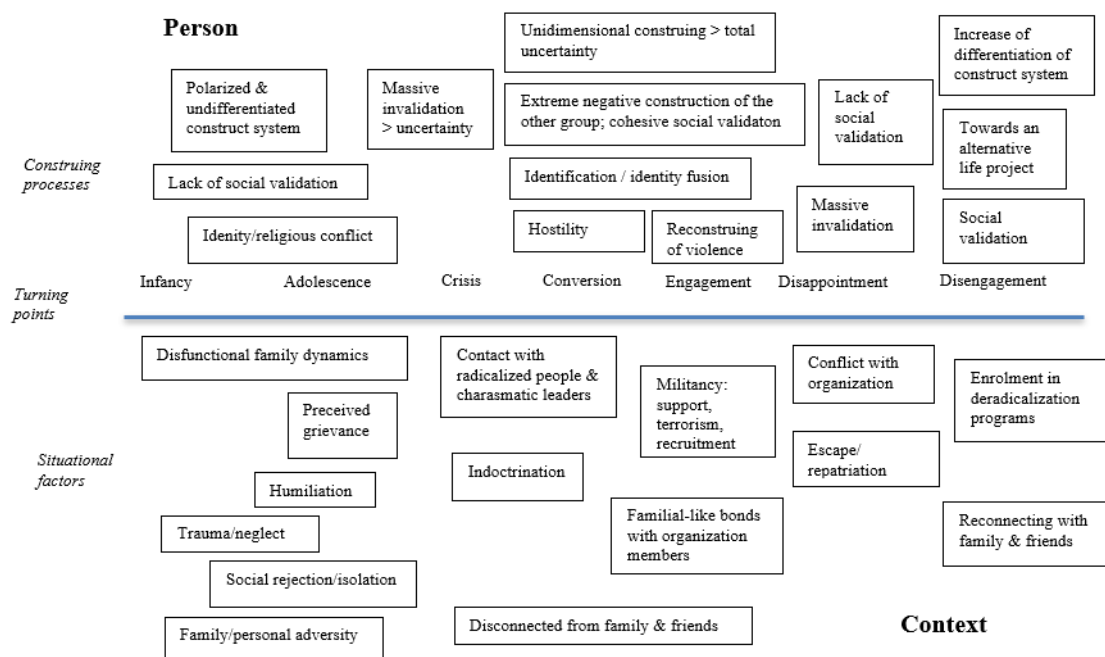 Person
Unidimensional construing > total
uncertainty
Increase of
differentiation of
construct system
Polarized &
undifferentiated
construct system
Massive
invalidation
> uncertainty
Extreme negative construction of the
other group; cohesive social validaton
Lack of
social
validation
Towards an
alternative
life project
Construing
processes
Lack of social validation
Identification / identity fusion
Idenity/religious conflict
Hostility
Reconstruing
of violence
Massive
invalidation
Social
validation
Infancy
Adolescence
Crisis
Conversion
Engagement
Disappointment
Disengagement
Turning
points
Disfunctional family dynamics
Contact with
radicalized people &
charasmatic leaders
Militancy:
support,
terrorism,
recruitment
Conflict with
organization
Enrolment in
deradicalization
programs
Perceived
grievance
Situational
factors
Humiliation
Indoctrination
Escape/
repatriation
Trauma/neglect
Familial-like bonds
with organization
members
Reconnecting with
family & friends
Social rejection/isolation
Family/personal adversity
Disconnected from family & friends
Context